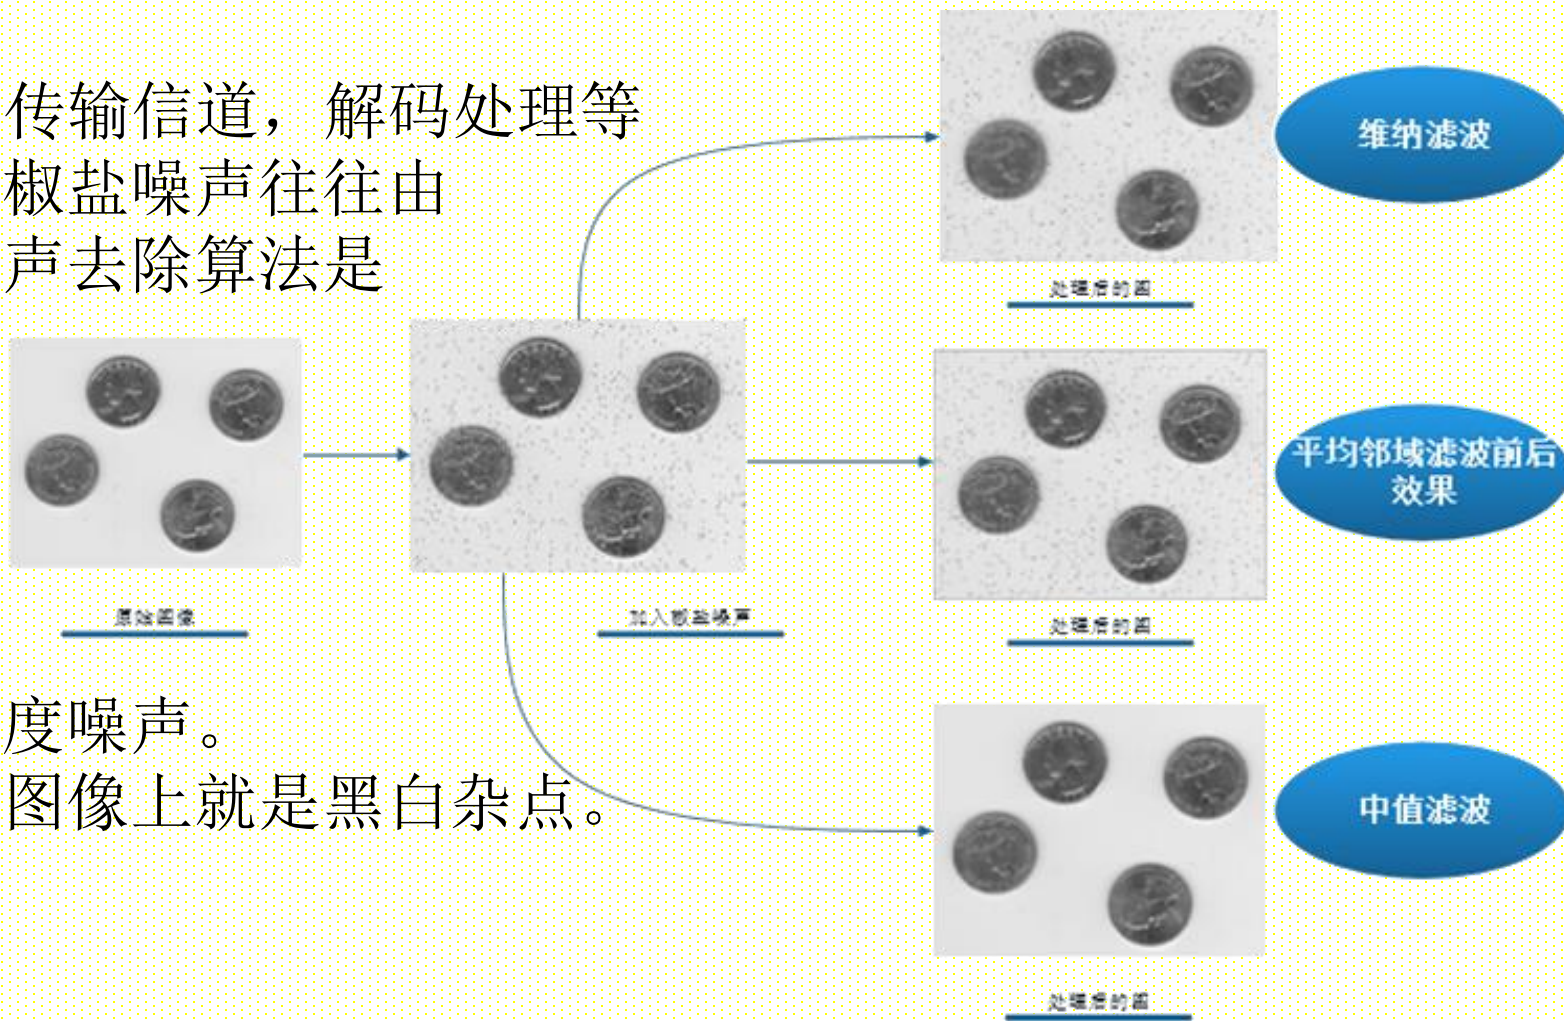 传输信道，解码处理等
椒盐噪声往往由
声去除算法是
维纳滤波
处理后的图
平均邻域滤波前后
效果
原始图像
加入椒盐噪声
处理后的图
度噪声。
图像上就是黑白杂点。
中值滤波
处理后的图